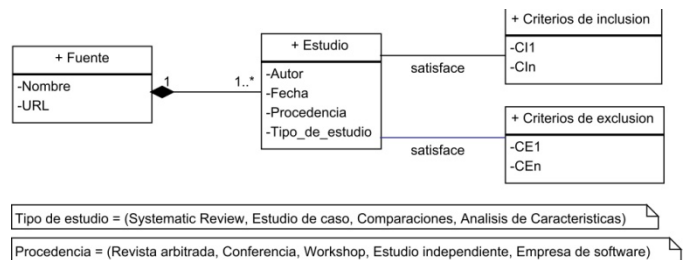 + Fuente
-Nombre
-URL
1
1..*
+ Estudio
-Autor
-Fecha
-Procedencia
-Tipo_de_estudio
satisface
+ Criterios de inclusion
-CI1
-CIn
satisface
+ Criterios de exclusion
-CE1
-CEn
Tipo de estudio = (Systematic Review, Estudio de caso, Comparaciones, Analisis de Caracteristicas)
Procedencia = (Revista arbitrada, Conferencia, Workshop, Estudio independiente, Empresa de software)